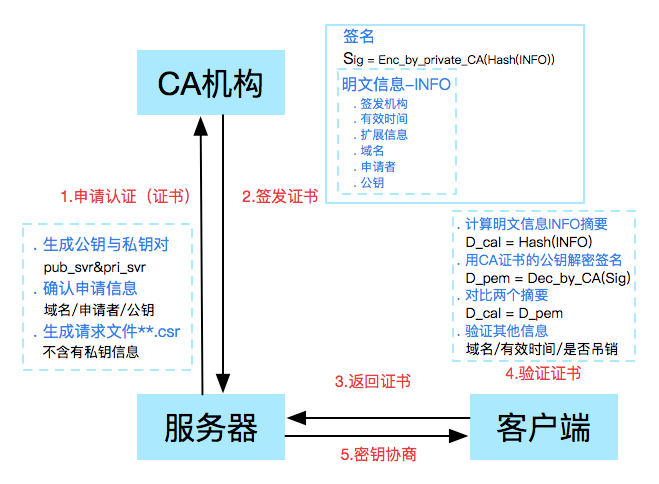 签名
Sig = Enc_by_private_CA(Hash(INFO))
CA机构
明文信息-INFO
. 签发机构
. 有效时间
. 扩展信息
. 域名
. 申请者
. 公钥
1.申请认证（证书）
2.签发证书
. 生成公钥与私钥对
pub_svr&pri_svr
. 确认申请信息
域名/申请者/公钥
. 生成请求文件**.csr
不含有私钥信息
. 计算明文信息INFO摘要
D_cal = Hash(INFO)
. 用CA证书的公钥解密签名
D_pem = Dec_by_CA(Sig)
. 对比两个摘要
D_cal = D_pem
. 验证其他信息
域名/有效时间/是否吊销
3.返回证书
4.验证证书
服务器
客户端
5.密钥协商